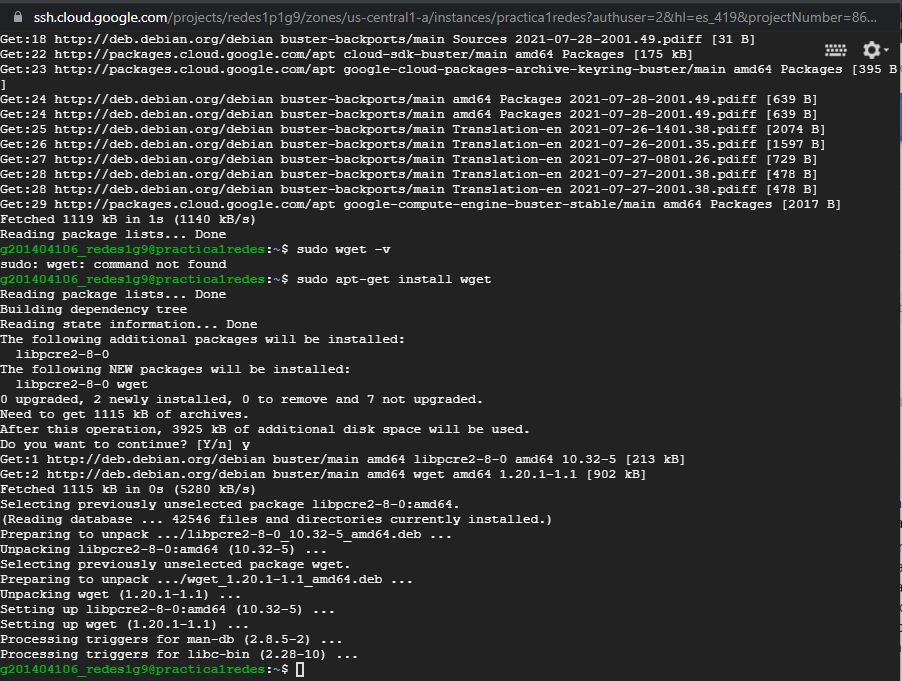 ssh.cloud.google.com/projects/redes1p1g9/zones/us-central1-a/instances/practica1redes?authuser=2&hl=es_419&projectNumber=86...
Get:18 http://deb.debian.org/debian buster-backports/main Sources 2021-07-28-2001.49.pdiff [31 B]
Get:22 http://packages.cloud.google.com/apt cloud-sdk-buster/main amd64 Packages [175 kB]
Get:23 http://packages.cloud.google.com/apt google-cloud-packages-archive-keyring-buster/main amd64 Packages [395 B
]
Get:24 http://deb.debian.org/debian buster-backports/main amd64 Packages 2021-07-28-2001.49.pdiff [639 B]
Get:24 http://deb.debian.org/debian buster-backports/main amd64 Packages 2021-07-28-2001.49.pdiff [639 B]
Get:25 http://deb.debian.org/debian buster-backports/main Translation-en 2021-07-26-1401.38.pdiff [2074 B]
Get:26 http://deb.debian.org/debian buster-backports/main Translation-en 2021-07-26-2001.35.pdiff [1597 B]
Get:27 http://deb.debian.org/debian buster-backports/main Translation-en 2021-07-27-0801.26.pdiff [729 B]
Get:28 http://deb.debian.org/debian buster-backports/main Translation-en 2021-07-27-2001.38.pdiff [478 B]
Get:28 http://deb.debian.org/debian buster-backports/main Translation-en 2021-07-27-2001.38.pdiff [478 B]
Get:29 http://packages.cloud.google.com/apt google-compute-engine-buster-stable/main amd64 Packages [2017 B]
Fetched 1119 kB in 1s (1140 kB/s)
Reading package lists... Done
g201404106_redes1g9@practica1redes:~$ sudo wget -v
sudo: wget: command not found
g201404106_redes1g9@practica1redes:~$ sudo apt-get install wget
Reading package lists... Done
Building dependency tree
Reading state information... Done
The following additional packages will be installed:
  libpcre2-8-0
The following NEW packages will be installed:
  libpcre2-8-0 wget
0 upgraded, 2 newly installed, 0 to remove and 7 not upgraded.
Need to get 1115 kB of archives.
After this operation, 3925 kB of additional disk space will be used.
Do you want to continue? [Y/n] y
Get:1 http://deb.debian.org/debian buster/main amd64 libpcre2-8-0 amd64 10.32-5 [213 kB]
Get:2 http://deb.debian.org/debian buster/main amd64 wget amd64 1.20.1-1.1 [902 kB]
Fetched 1115 kB in 0s (5280 kB/s)
Selecting previously unselected package libpcre2-8-0:amd64.
(Reading database ... 42546 files and directories currently installed.)
Preparing to unpack .../libpcre2-8-0_10.32-5_amd64.deb ...
Unpacking libpcre2-8-0:amd64 (10.32-5) ...
Selecting previously unselected package wget.
Preparing to unpack .../wget_1.20.1-1.1_amd64.deb ...
Unpacking wget (1.20.1-1.1) ...
Setting up libpcre2-8-0:amd64 (10.32-5) ...
Setting up wget (1.20.1-1.1) ...
Processing triggers for man-db (2.8.5-2) ...
Processing triggers for libc-bin (2.28-10) ...
g201404106_redes1g9@practica1redes:~$